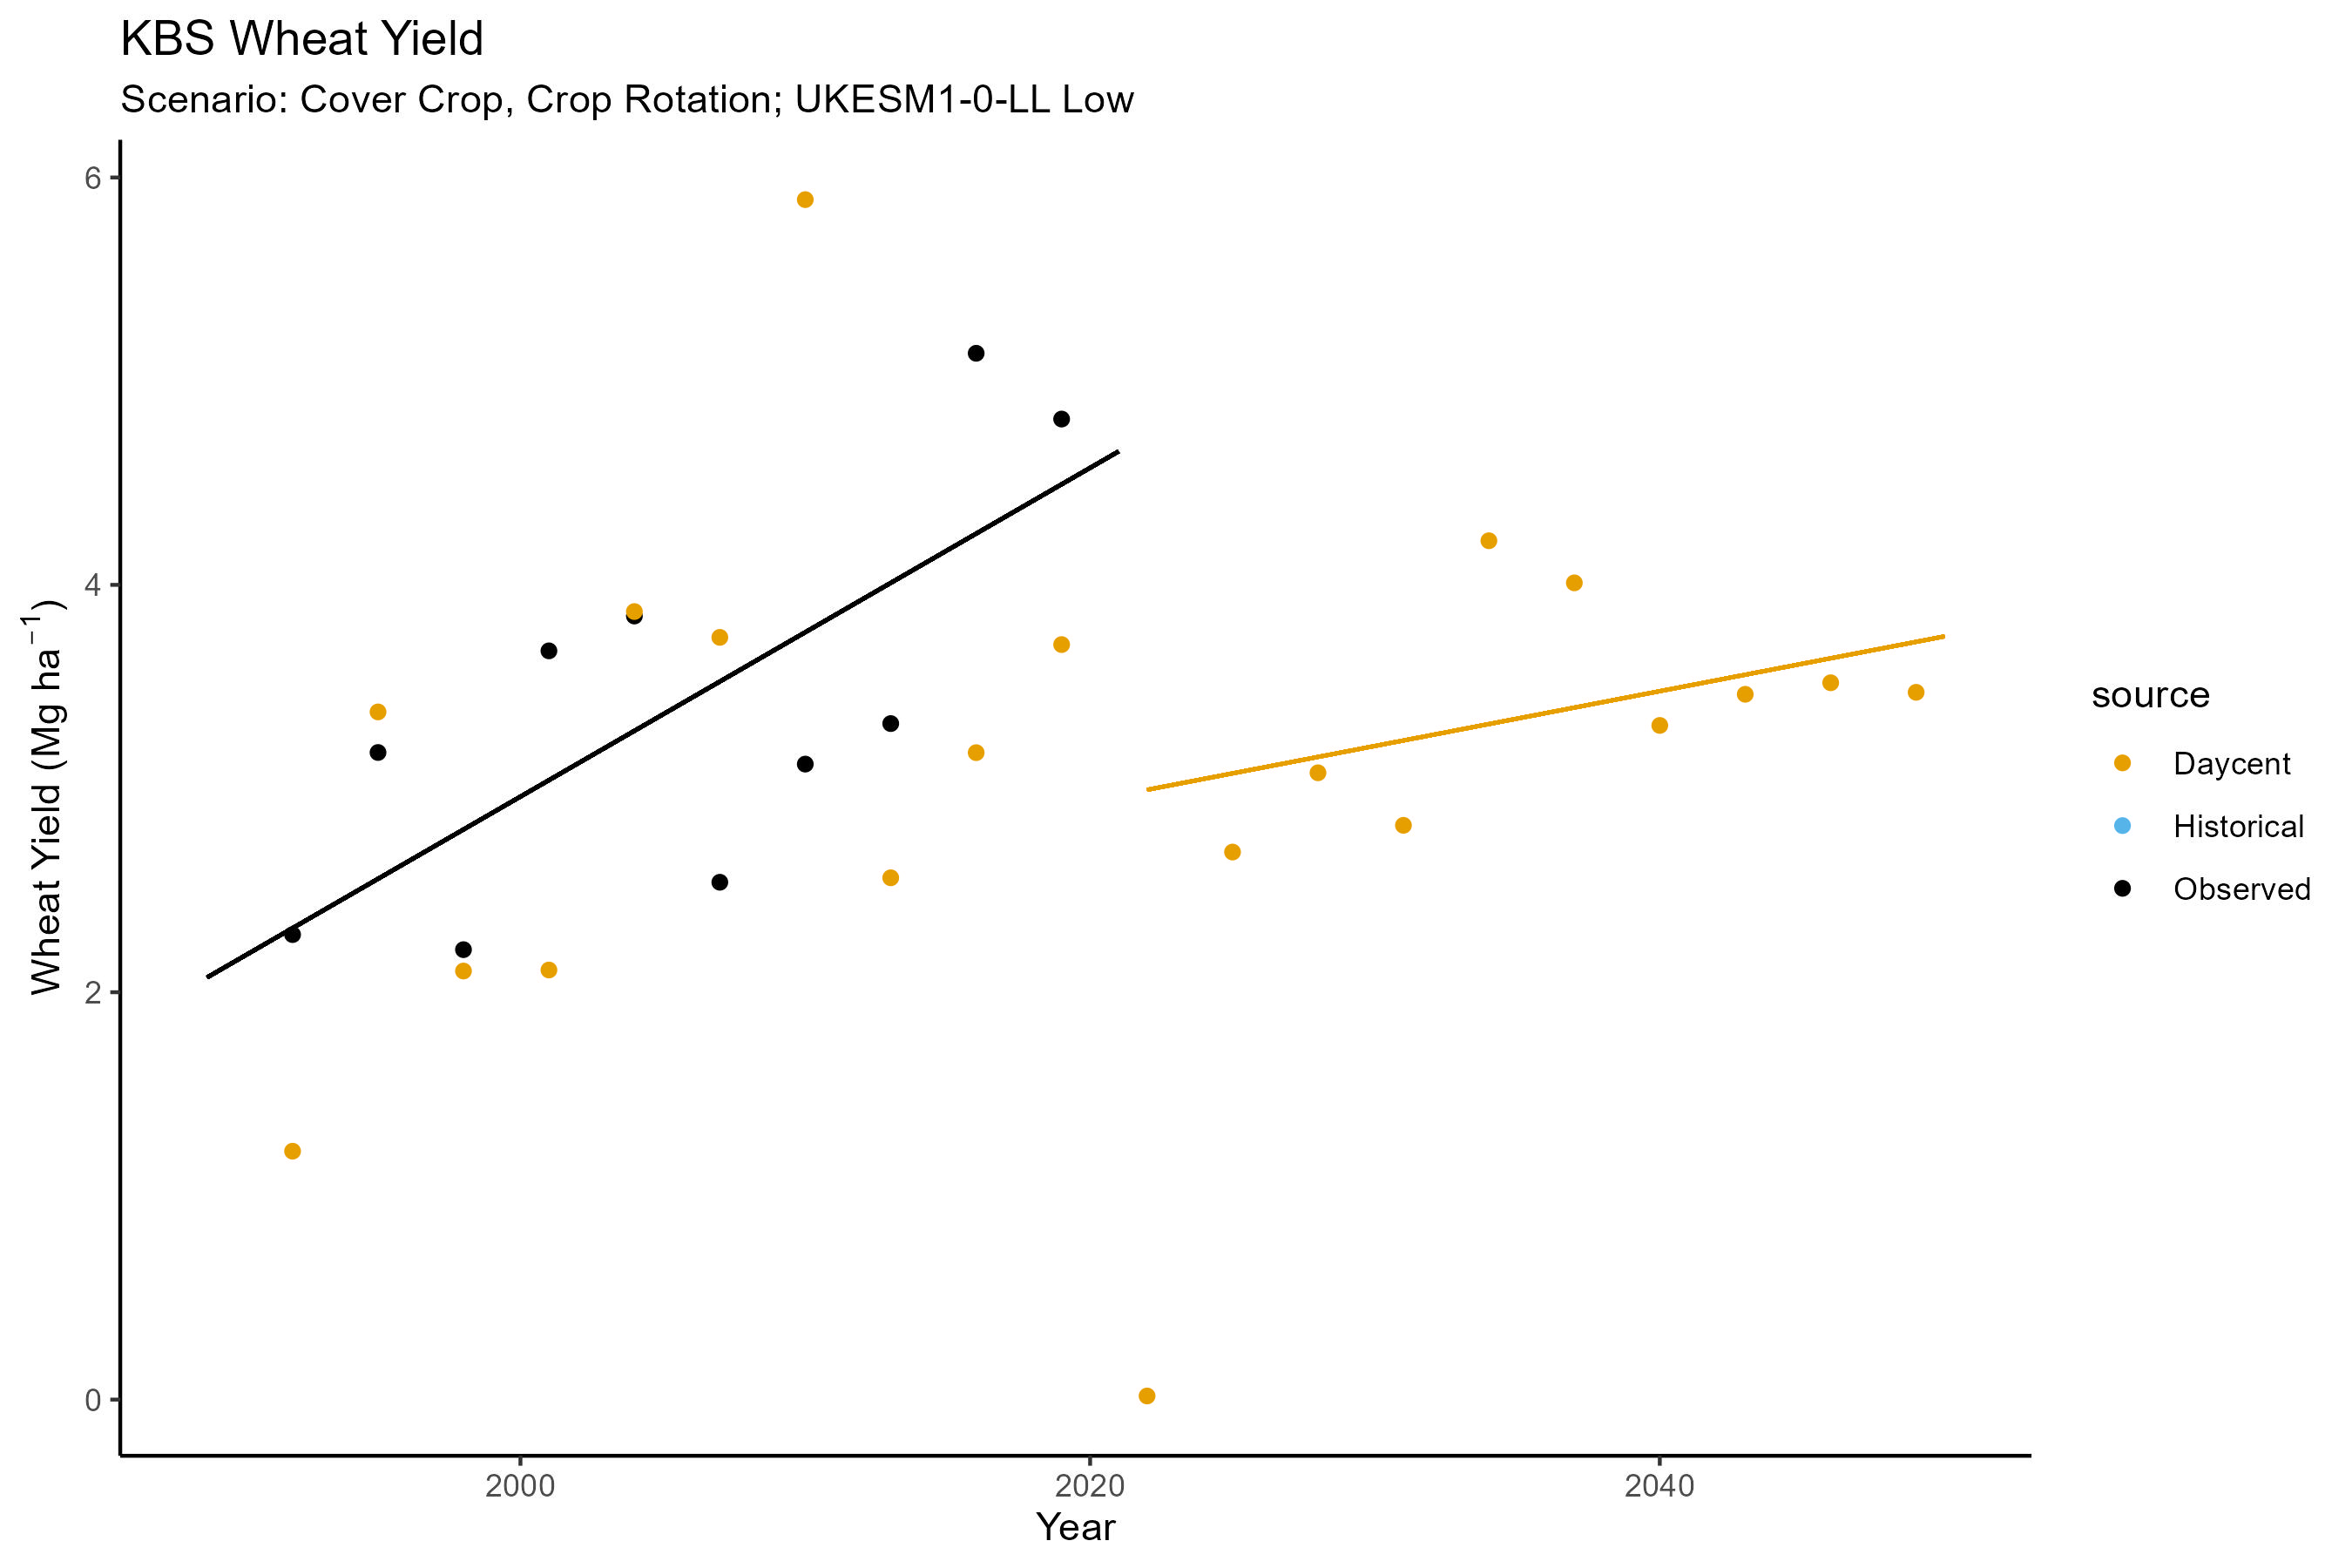 KBS Wheat Yield
Scenario: Cover Crop, Crop Rotation; UKESM1-0-LL Low
Wheat Yield (Mg ha⁻¹)
6
4
2
0
2000
2020
2040
Year
source
Daycent
Historical
Observed